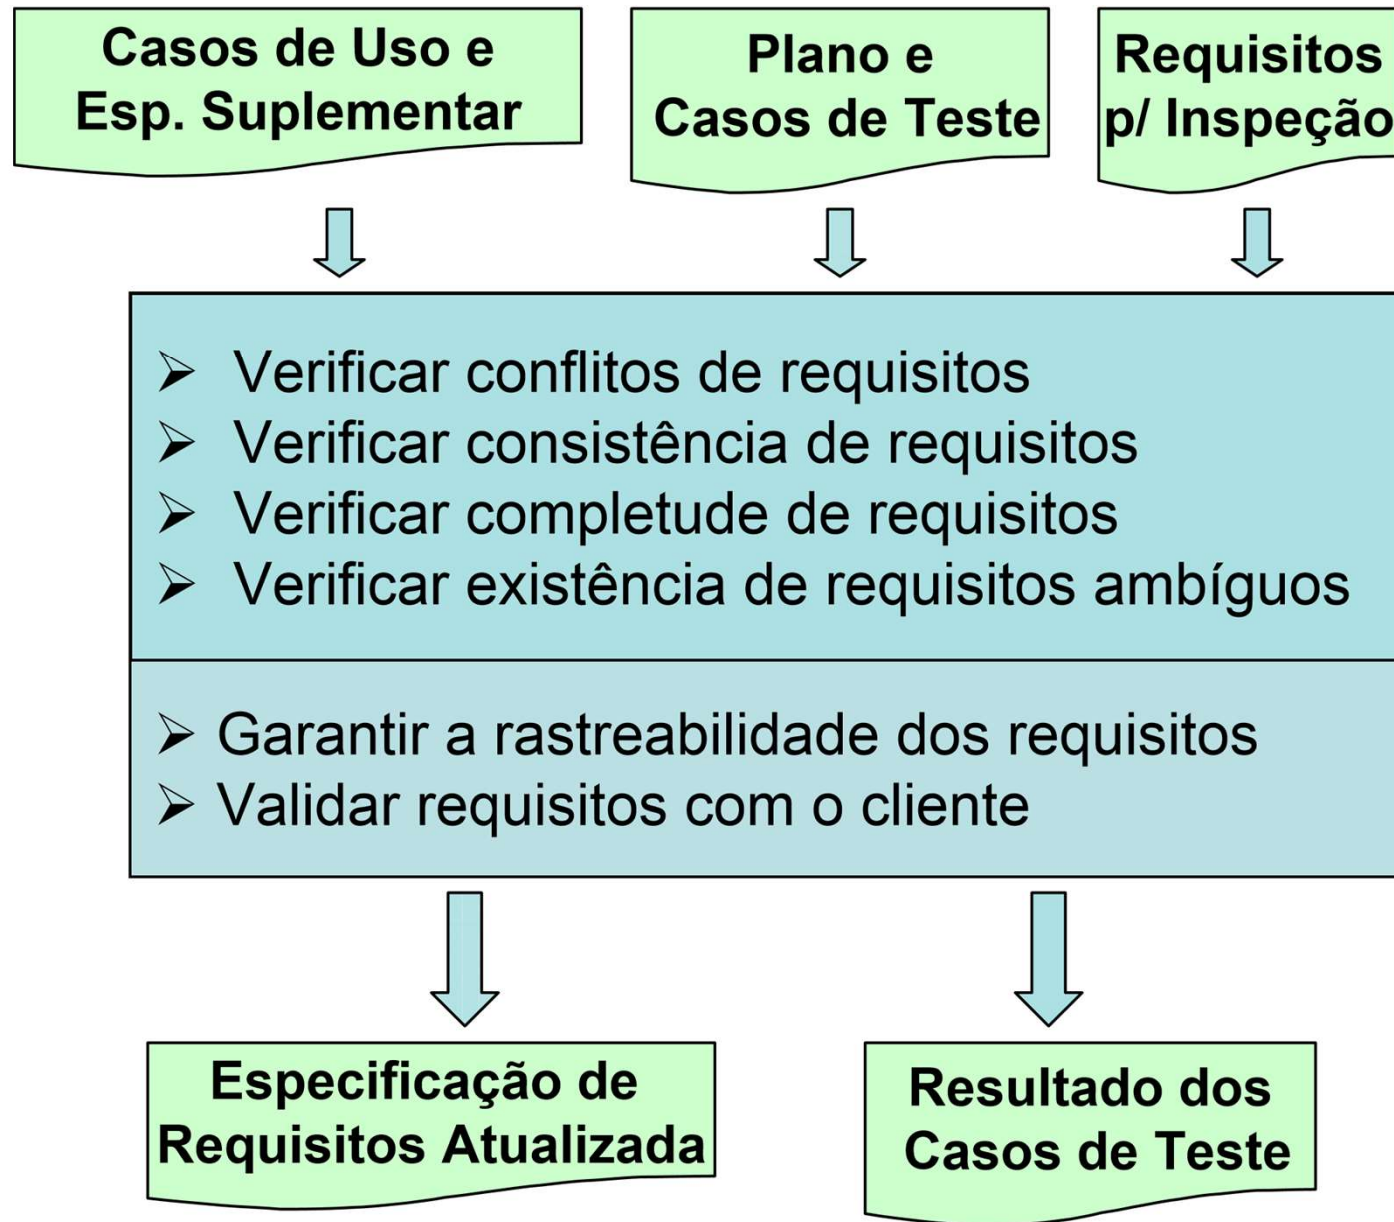 Casos de Uso e
Esp. Suplementar
Plano e
Casos de Teste
Requisitos
p/ Inspeção
➢ Verificar conflitos de requisitos
➢ Verificar consistência de requisitos
➢ Verificar completude de requisitos
➢ Verificar existência de requisitos ambíguos
➢ Garantir a rastreabilidade dos requisitos
➢ Validar requisitos com o cliente
Especificação de
Requisitos Atualizada
Resultado dos
Casos de Teste